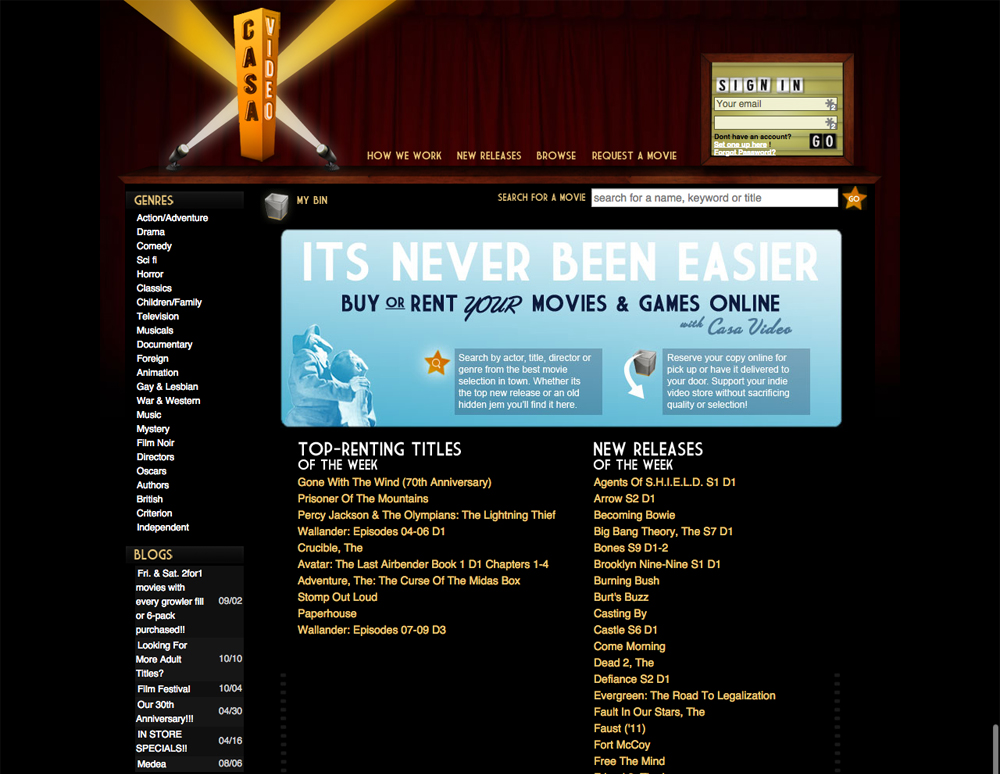 CASA
VIDEO
SIGN IN
Your email
Dont have an account?
Set one up here !
Forgot Password?
GO
HOW WE WORK NEW RELEASES BROWSE REQUEST A MOVIE
GENRES
Action/Adventure
Drama
Comedy
Sci fi
Horror
Classics
Children/Family
Television
Musicals
Documentary
Foreign
Animation
Gay & Lesbian
War & Western
Music
Mystery
Film Noir
Directors
Oscars
Authors
British
Criterion
Independent
BLOGS
Fri. & Sat. 2for1
movies with
every growler fill 09/02
or 6-pack
purchased!!
Looking For
More Adult 10/10
Titles?
Film Festival 10/04
Our 30th
Anniversary!!! 04/30
IN STORE
SPECIALS!! 04/16
Medea 08/06
MY BIN
SEARCH FOR A MOVIE search for a name, keyword or title GO
ITS NEVER BEEN EASIER
BUY OR RENT YOUR MOVIES & GAMES ONLINE
with Casa Video
Search by actor, title, director or
genre from the best movie
selection in town. Whether its
the top new release or an old
hidden jem you'll find it here.
Reserve your copy online for
pick up or have it delivered to
your door. Support your indie
video store without sacrificing
quality or selection!
TOP-RENTING TITLES
OF THE WEEK
Gone With The Wind (70th Anniversary)
Prisoner Of The Mountains
Percy Jackson & The Olympians: The Lightning Thief
Wallander: Episodes 04-06 D1
Crucible, The
Avatar: The Last Airbender Book 1 D1 Chapters 1-4
Adventure, The: The Curse Of The Midas Box
Stomp Out Loud
Paperhouse
Wallander: Episodes 07-09 D3
NEW RELEASES
OF THE WEEK
Agents Of S.H.I.E.L.D. S1 D1
Arrow S2 D1
Becoming Bowie
Big Bang Theory, The S7 D1
Bones S9 D1-2
Brooklyn Nine-Nine S1 D1
Burning Bush
Burt's Buzz
Casting By
Castle S6 D1
Come Morning
Dead 2, The
Defiance S2 D1
Evergreen: The Road To Legalization
Fault In Our Stars, The
Faust ('11)
Fort McCoy
Free The Mind